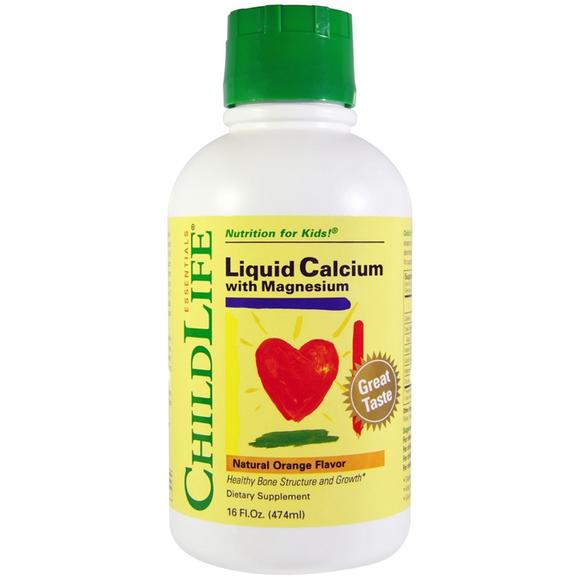 CHILDLIFE®
ESSENTIALS
Nutrition for Kids!®
Liquid Calcium
with Magnesium
Great
Taste
Natural Orange Flavor
Healthy Bone Structure and Growth*
Dietary Supplement
16 Fl.Oz. (474ml)